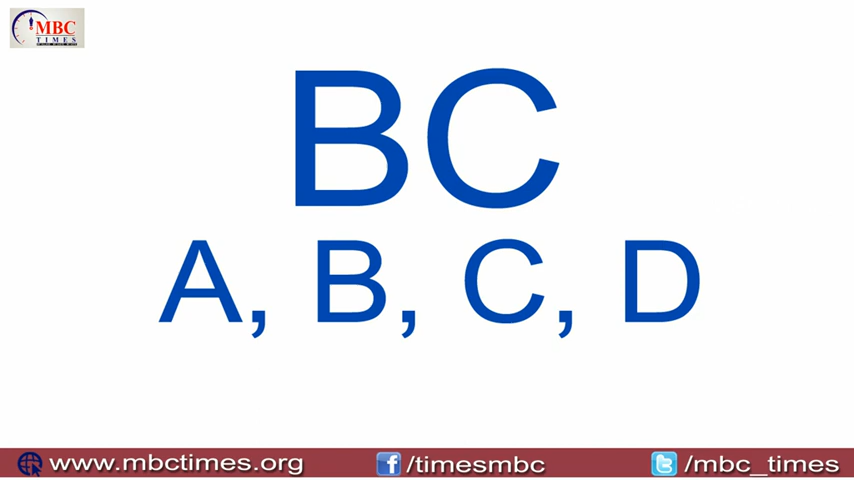 MBC
TIMES
BC
A, B, C, D
www.mbctimes.org
/timesmbc
/mbc_times